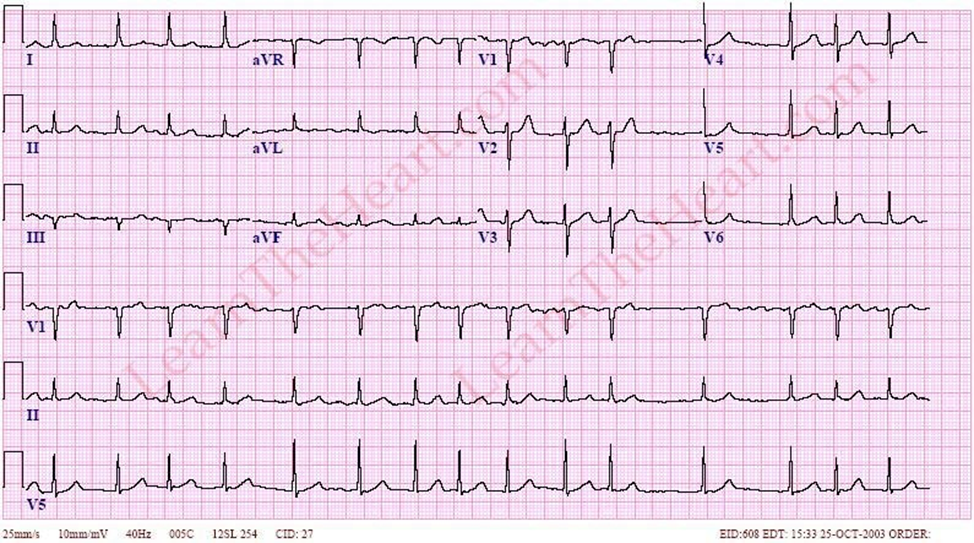 I aVR V1 V4
II aVL V2 V5
III aVF V3 V6
V1
II
V5
LearnTheHeart.com LearnTheHeart.com
25mm/s 10mm/mV 40Hz 005C 12SL 254 CID: 27 EID:608 EDT: 15:33 25-OCT-2003 ORDER: